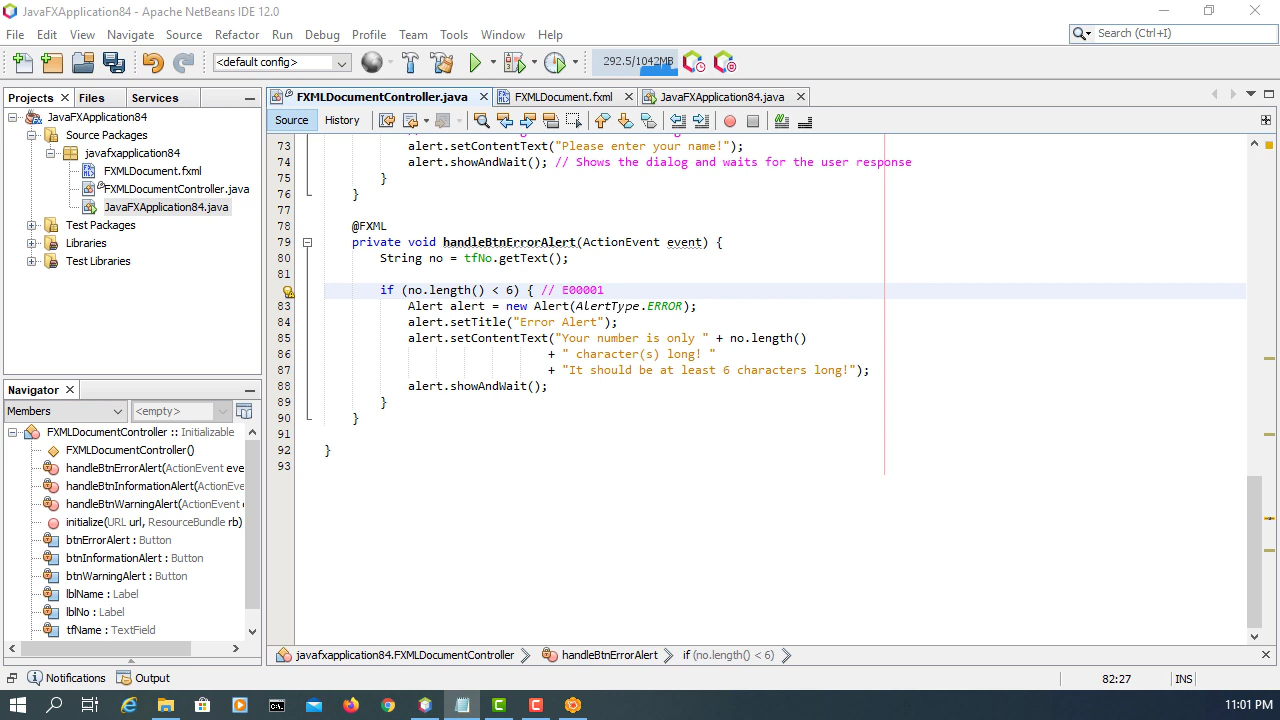 JavaFXApplication84 - Apache NetBeans IDE 12.0
File Edit View Navigate Source Refactor Run Debug Profile Team Tools Window Help
Search (Ctrl+I)
<default config>
292.5/1042MB
Projects Files Services
FXMLDocumentController.java FXMLDocument.fxml JavaFXApplication84.java
Source History
JavaFXApplication84
Source Packages
javafxapplication84
FXMLDocument.fxml
FXMLDocumentController.java
JavaFXApplication84.java
Test Packages
Libraries
Test Libraries
73 alert.setContentText("Please enter your name!");
74 alert.showAndWait(); // Shows the dialog and waits for the user response
75 }
76 }
77
78 @FXML
79 private void handleBtnErrorAlert(ActionEvent event) {
80 String no = tfNo.getText();
81
if (no.length() < 6) { // E00001
83 Alert alert = new Alert(AlertType.ERROR);
84 alert.setTitle("Error Alert");
85 alert.setContentText("Your number is only " + no.length()
86 + " character(s) long! "
87 + "It should be at least 6 characters long!");
88 alert.showAndWait();
89 }
90 }
91
92 }
93
Navigator
Members <empty>
FXMLDocumentController :: Initializable
FXMLDocumentController()
handleBtnErrorAlert(ActionEvent eve
handleBtnInformationAlert(ActionEv
handleBtnWarningAlert(ActionEvent e
initialize(URL url, ResourceBundle rb)
btnErrorAlert : Button
btnInformationAlert : Button
btnWarningAlert : Button
lblName : Label
lblNo : Label
tfName : TextField
javafxapplication84.FXMLDocumentController handleBtnErrorAlert if (no.length() < 6)
Notifications Output
82:27 INS
11:01 PM